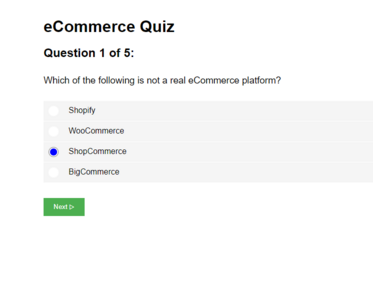 eCommerce Quiz
Question 1 of 5:
Which of the following is not a real eCommerce platform?
Shopify
WooCommerce
ShopCommerce
BigCommerce
Next ▷